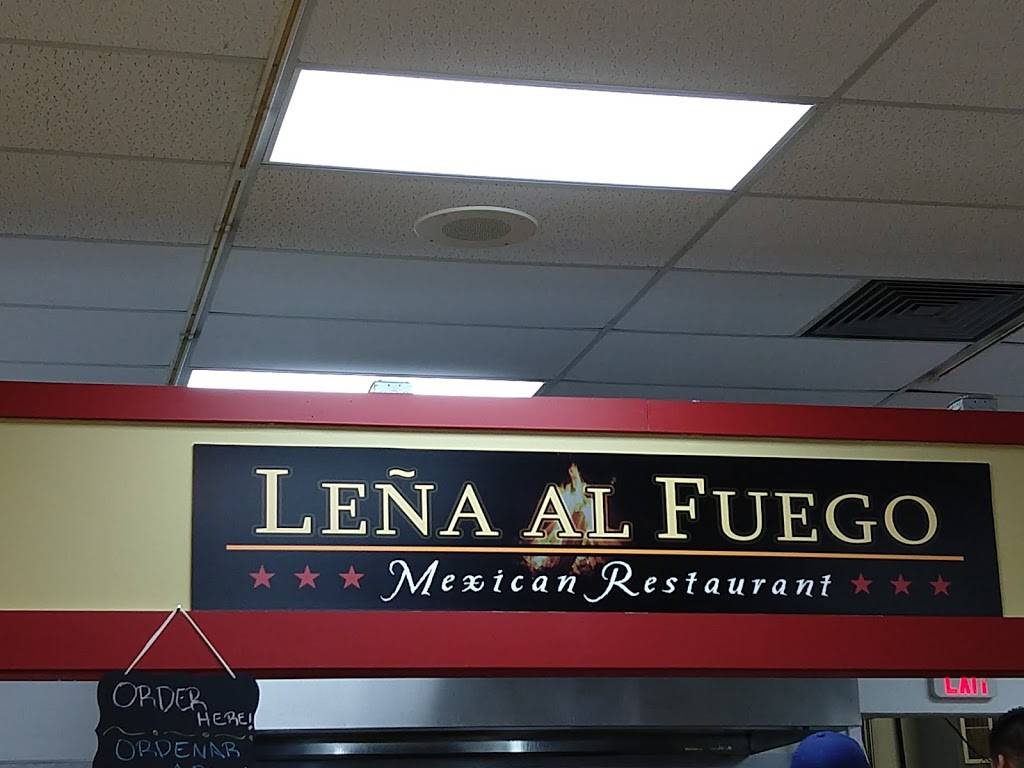 LEÑA AL FUEGO
Mexican Restaurant
ORDER
HERE!
ORDENAR
EXIT